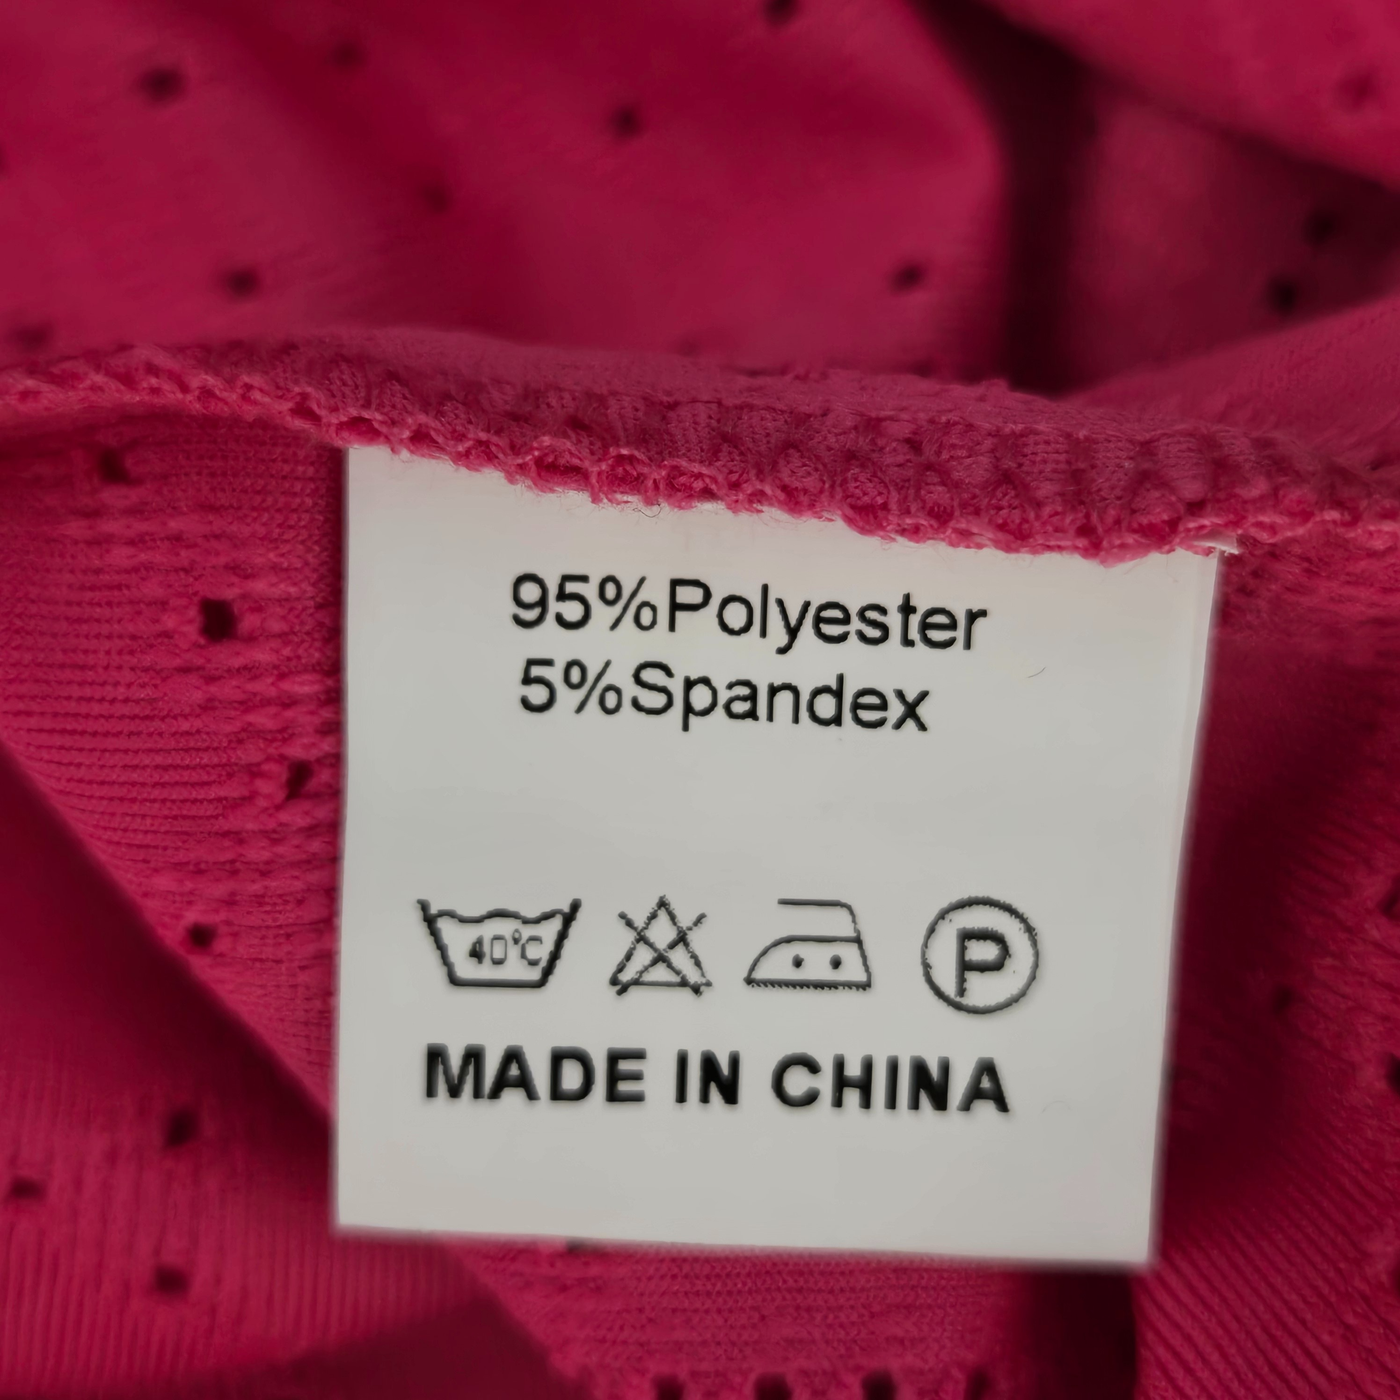 95%Polyester
5%Spandex
40°C P
MADE IN CHINA